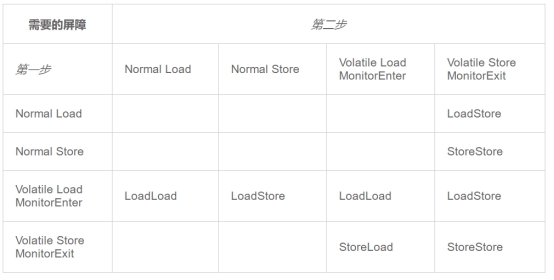 需要的屏障 第二步
第一步 Normal Load Normal Store Volatile Load MonitorEnter Volatile Store MonitorExit
Normal Load LoadStore
Normal Store StoreStore
Volatile Load MonitorEnter LoadLoad LoadStore LoadLoad LoadStore
Volatile Store MonitorExit StoreLoad StoreStore